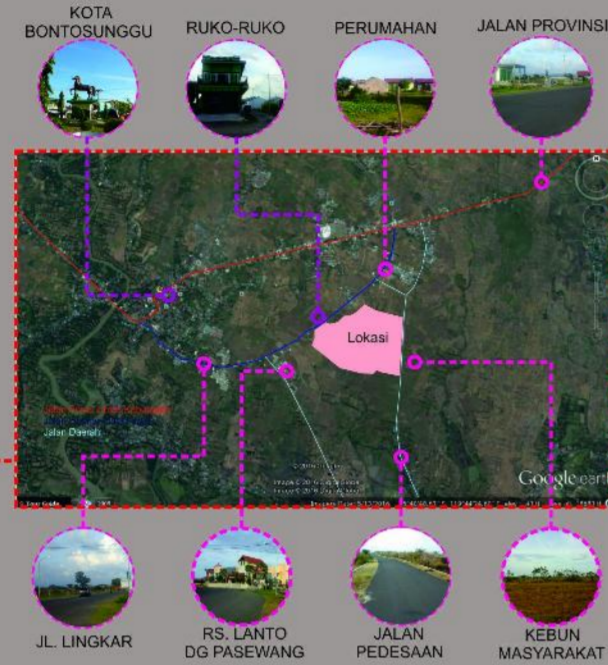 KOTA
BONTOSUNGGU
RUKO-RUKO
PERUMAHAN
JALAN PROVINSI
Lokasi
Jalan Daerah
Google earth
JL. LINGKAR
RS. LANTO
DG PASEWANG
JALAN
PEDESAAN
KEBUN
MASYARAKAT